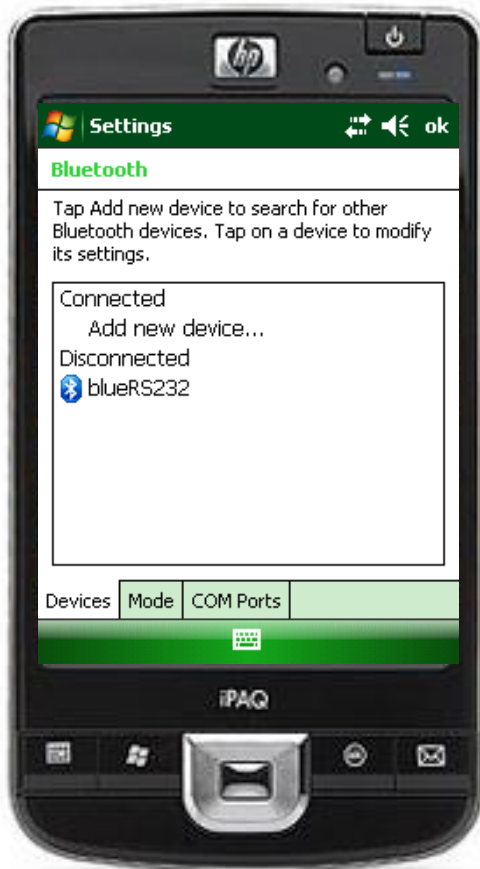 hp
Settings ok
Bluetooth
Tap Add new device to search for other
Bluetooth devices. Tap on a device to modify
its settings.
Connected
Add new device...
Disconnected
blueRS232
Devices Mode COM Ports
iPAQ
ok